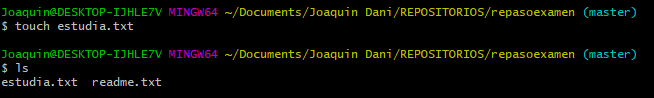 Joaquin@DESKTOP-IJHLE7V MINGW64 ~/Documents/Joaquin Dani/REPOSITORIOS/repasoexamen (master)
$ touch estudia.txt
Joaquin@DESKTOP-IJHLE7V MINGW64 ~/Documents/Joaquin Dani/REPOSITORIOS/repasoexamen (master)
$ ls
estudia.txt  readme.txt